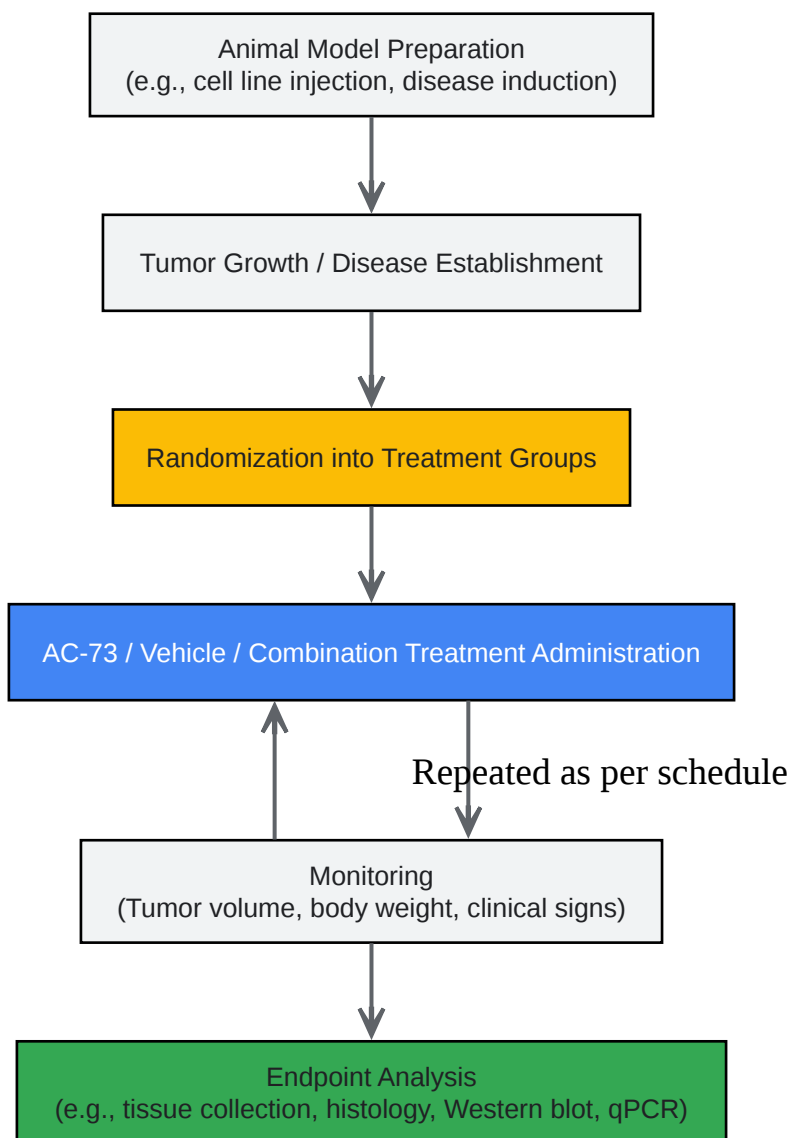 Animal Model Preparation
(e.g., cell line injection, disease induction)
Tumor Growth / Disease Establishment
Randomization into Treatment Groups
AC-73 / Vehicle / Combination Treatment Administration
Repeated as per schedule
Monitoring
(Tumor volume, body weight, clinical signs)
Endpoint Analysis
(e.g., tissue collection, histology, Western blot, qPCR)